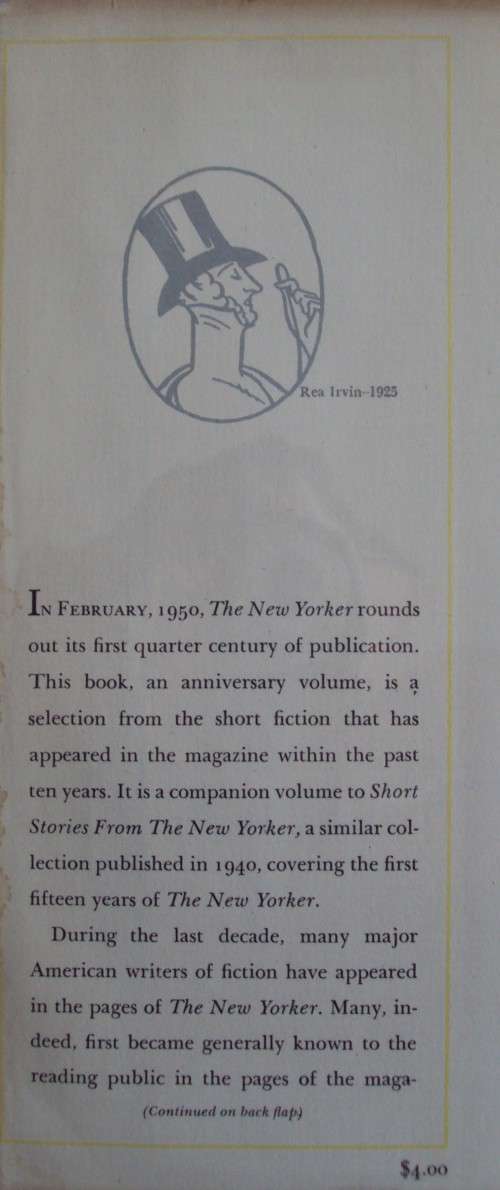 Rea Irvin–1925
IN FEBRUARY, 1950, The New Yorker rounds
out its first quarter century of publication.
This book, an anniversary volume, is a
selection from the short fiction that has
appeared in the magazine within the past
ten years. It is a companion volume to Short
Stories From The New Yorker, a similar col-
lection published in 1940, covering the first
fifteen years of The New Yorker.
During the last decade, many major
American writers of fiction have appeared
in the pages of The New Yorker. Many, in-
deed, first became generally known to the
reading public in the pages of the maga-
(Continued on back flap)
$4.00